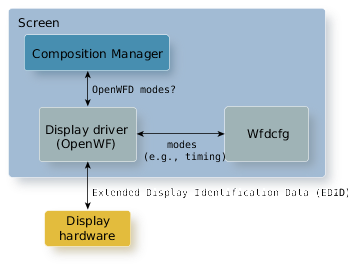 Screen
Composition Manager
OpenWFD modes?
Display driver
(OpenWF)
Wfdcfg
modes
(e.g., timing)
Extended Display Identification Data (EDID)
Display
hardware